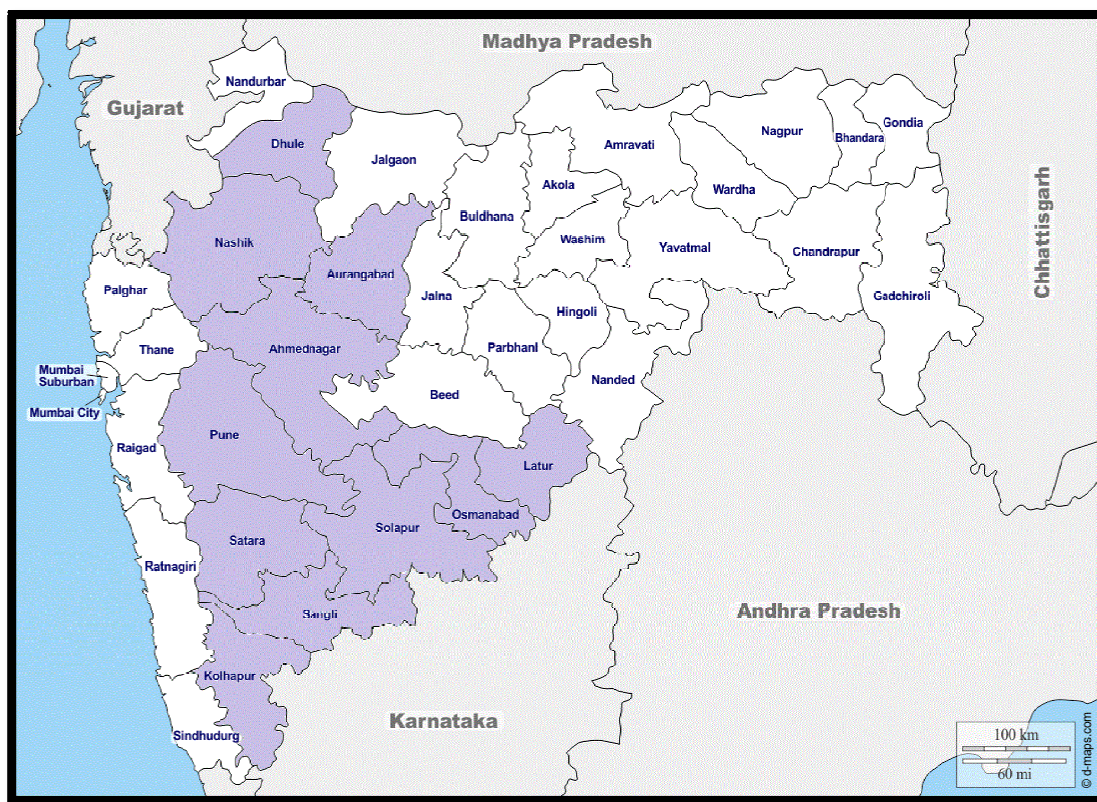 Madhya Pradesh
Nandurbar
Gujarat
Dhule
Jalgaon
Amravati
Nagpur
Bhandara
Gondia
Akola
Wardha
Buldhana
Nashik
Washim
Yavatmal
Chandrapur
Chhattisgarh
Aurangabad
Palghar
Jalna
Hingoli
Gadchiroli
Thane
Ahmednagar
Parbhani
Mumbai
Suburban
Nanded
Beed
Mumbai City
Raigad
Pune
Latur
Osmanabad
Solapur
Satara
Ratnagiri
Sangli
Andhra Pradesh
Kolhapur
Karnataka
Sindhudurg
100 km
60 mi
© d-maps.com